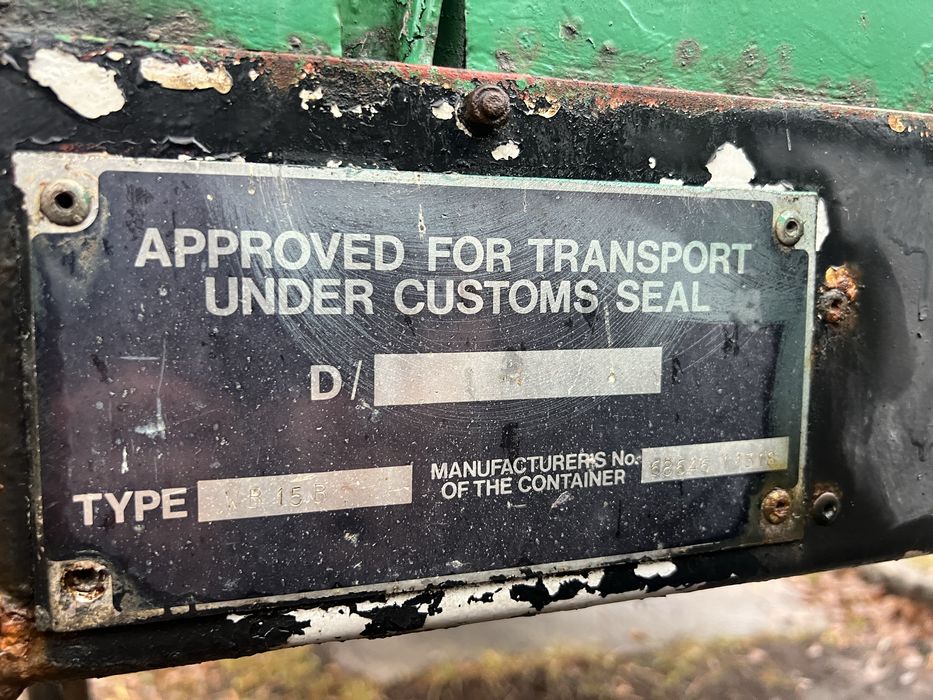 APPROVED FOR TRANSPORT
UNDER CUSTOMS SEAL
D/
MANUFACTURER'S No:
OF THE CONTAINER
TYPE